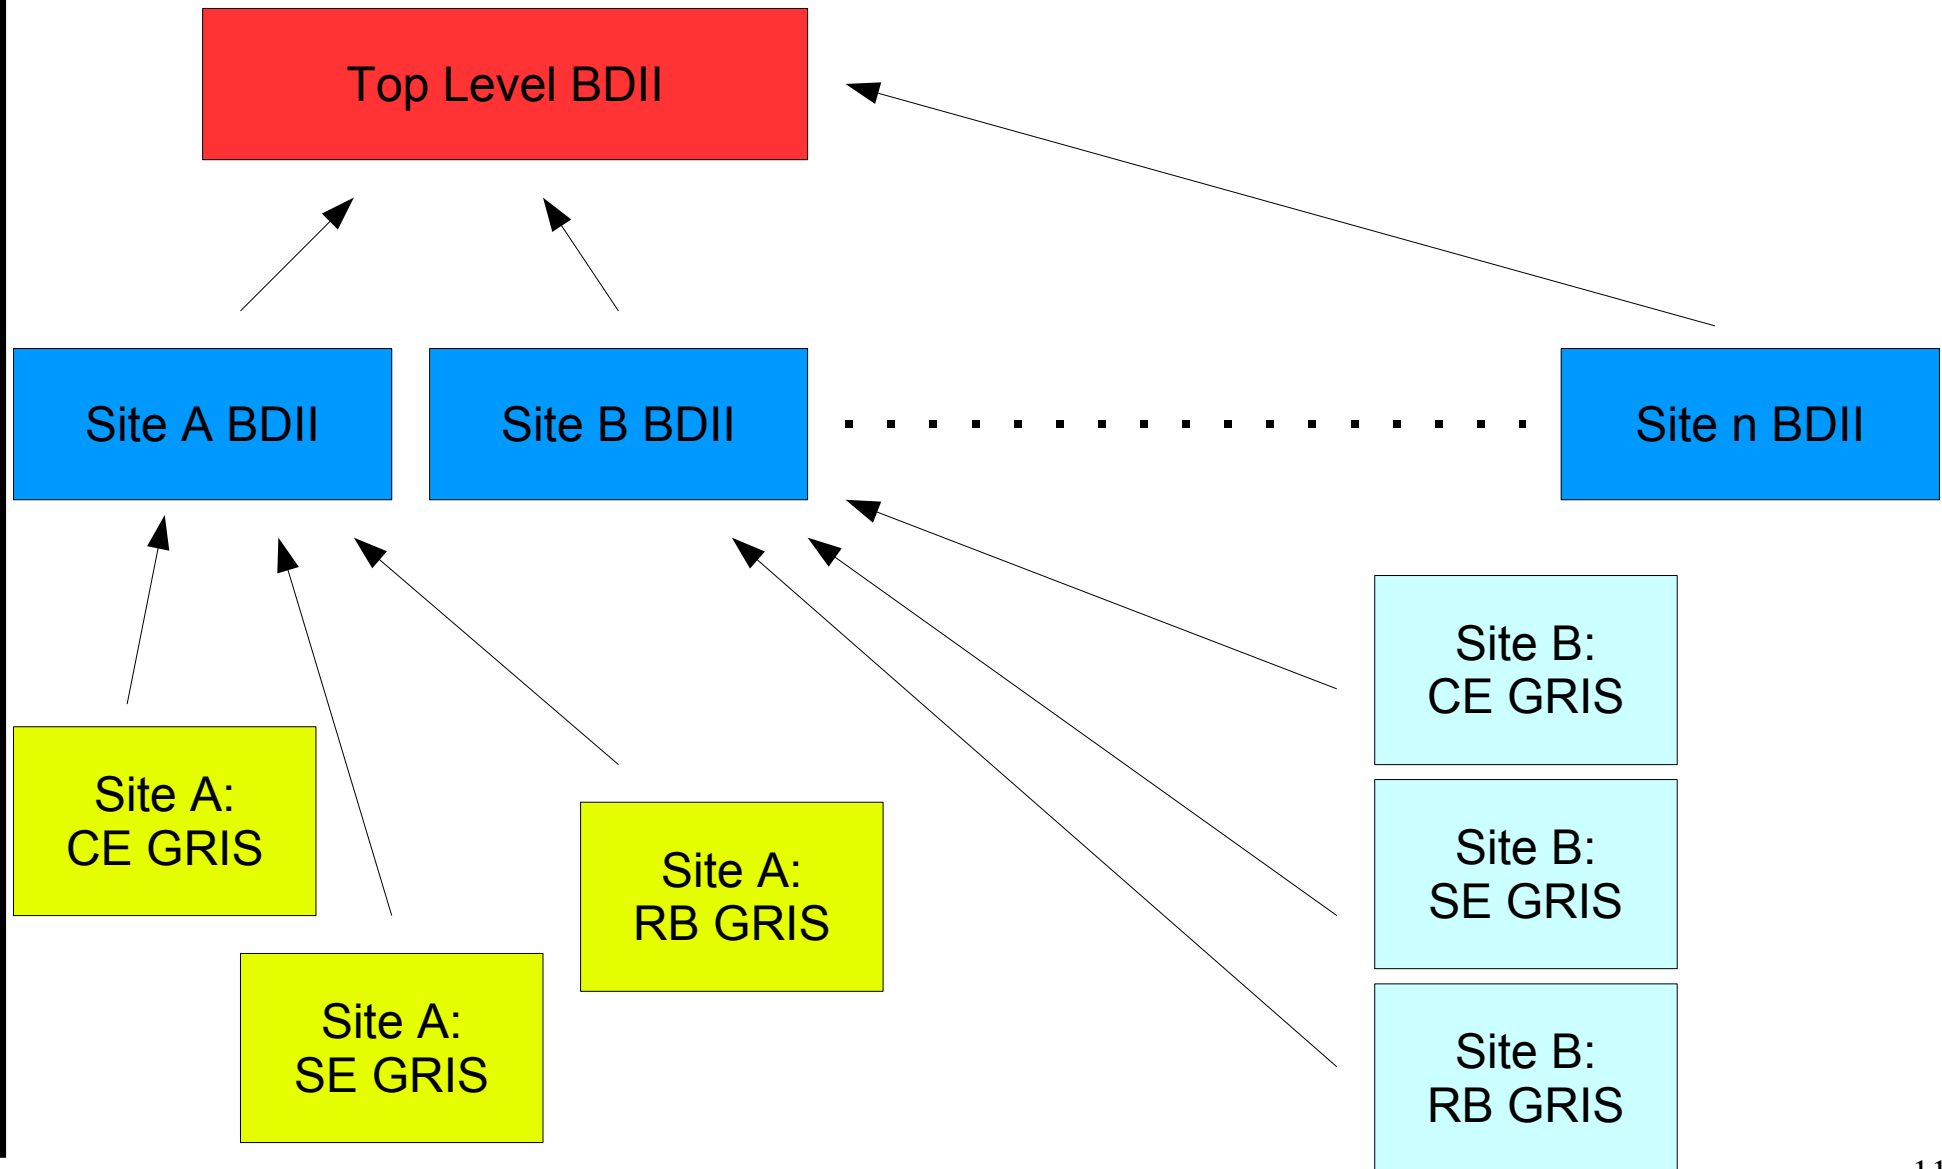 Top Level BDII
Site A BDII
Site B BDII
Site n BDII
Site A:
CE GRIS
Site A:
SE GRIS
Site A:
RB GRIS
Site B:
CE GRIS
Site B:
SE GRIS
Site B:
RB GRIS